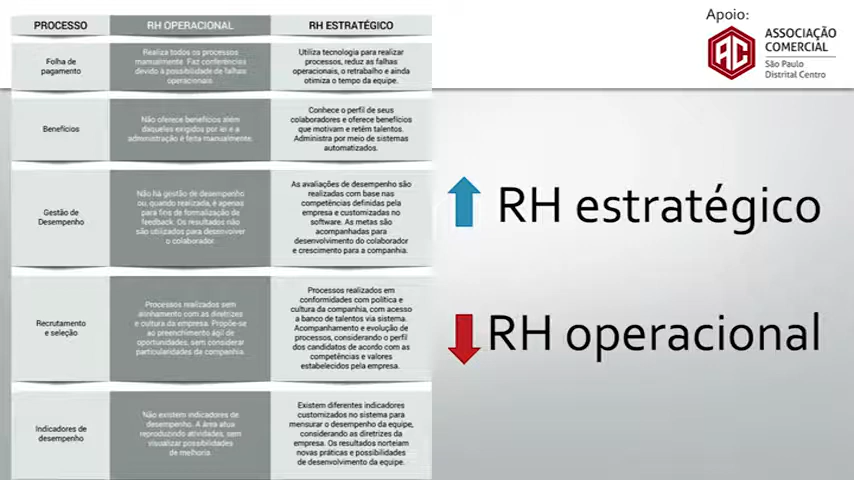 PROCESSO
RH OPERACIONAL
RH ESTRATÉGICO
Folha de
pagamento
Realiza todos os processos
manualmente. Faz conferências
devido à possibilidade de falhas
operacionais.
Utiliza tecnologia para realizar
processos, reduz as falhas
operacionais, o retrabalho e ainda
otimiza o tempo da equipe.
Benefícios
Não oferece benefícios além
daqueles exigidos por lei e a
administração é feita manualmente.
Conhece o perfil de seus
colaboradores e oferece benefícios
que motivam e retêm talentos.
Administra por meio de sistemas
automatizados.
Gestão de
Desempenho
Não há gestão de desempenho
ou, quando realizada, é apenas
para fins de formalização de
feedback. Os resultados não
são utilizados para desenvolver
o colaborador.
As avaliações de desempenho são
realizadas com base nas
competências definidas pela
empresa e customizadas no
software. As metas são
acompanhadas para
desenvolvimento do colaborador
e crescimento para a companhia.
Recrutamento
e seleção
Processos realizados sem
alinhamento com as diretrizes
e cultura da empresa. Propõe-se
ao preenchimento ágil de
oportunidades, sem considerar
particularidades da companhia.
Processos realizados em
conformidades com política e
cultura da companhia, com acesso
a banco de talentos via sistema.
Acompanhamento e evolução de
processos, considerando o perfil
dos candidatos de acordo com as
competências e valores
estabelecidos pela empresa.
Indicadores de
desempenho
Não existem indicadores de
desempenho. A área atua
reproduzindo atividades, sem
visualizar possibilidades
de melhoria.
Existem diferentes indicadores
customizados no sistema para
mensurar o desempenho da equipe,
considerando as diretrizes da
empresa. Os resultados norteiam
novas práticas e possibilidades
de desenvolvimento da equipe.
Apoio:
AC
ASSOCIAÇÃO
COMERCIAL
São Paulo
Distrital Centro
RH estratégico
RH operacional